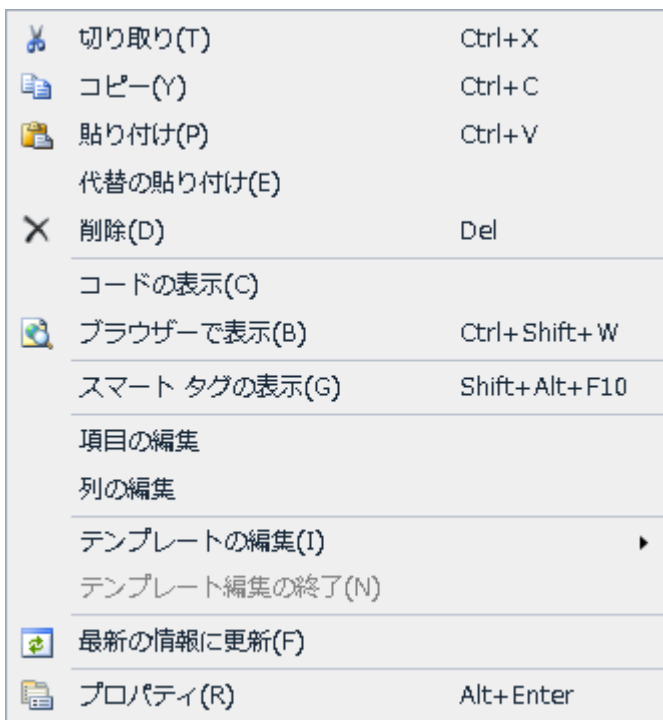 切り取り(T) Ctrl+X
コピー(Y) Ctrl+C
貼り付け(P) Ctrl+V
代替の貼り付け(E)
削除(D) Del
コードの表示(C)
ブラウザーで表示(B) Ctrl+Shift+W
スマート タグの表示(G) Shift+Alt+F10
項目の編集
列の編集
テンプレートの編集(I)
テンプレート編集の終了(N)
最新の情報に更新(F)
プロパティ(R) Alt+Enter